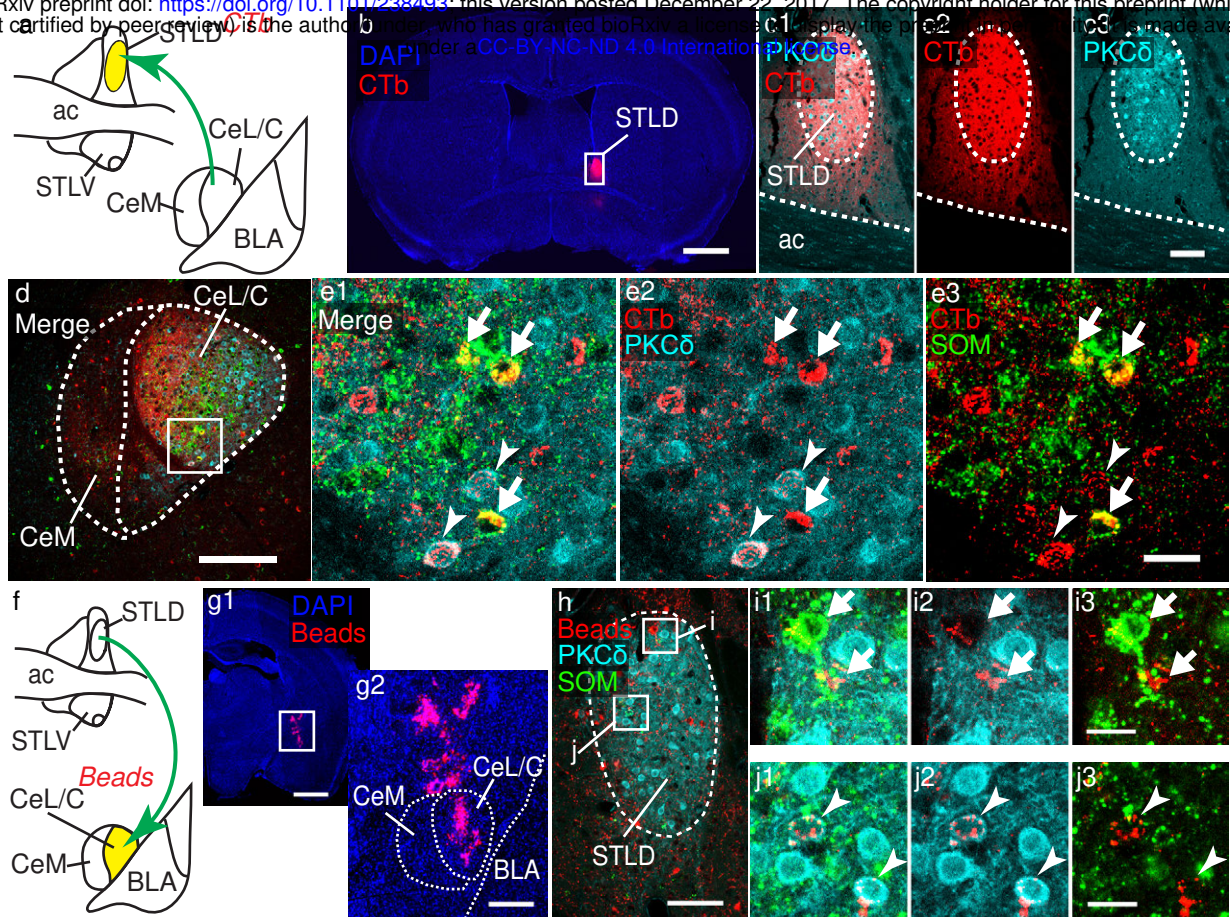 Rxiv preprint doi: https://doi.org/10.1101/238493; this version posted December 22, 2017. The copyright holder for this preprint (wh
t certified by peer review) is the author/funder, who has granted bioRxiv a license to display the preprint in perpetuity. It is made ava
under a CC-BY-NC-ND 4.0 International license.
a
STLD
CTb
ac
STLV
CeL/C
CeM
BLA
b
DAPI
CTb
STLD
c1
PKCδ
CTb
STLD
ac
c2
CTb
c3
PKCδ
d
Merge
CeL/C
CeM
e1
Merge
e2
CTb
PKCδ
e3
CTb
SOM
f
STLD
ac
STLV
Beads
CeL/C
CeM
BLA
g1
DAPI
Beads
g2
CeL/C
CeM
BLA
h
Beads
PKCδ
SOM
i
j
STLD
i1
i2
i3
j1
j2
j3